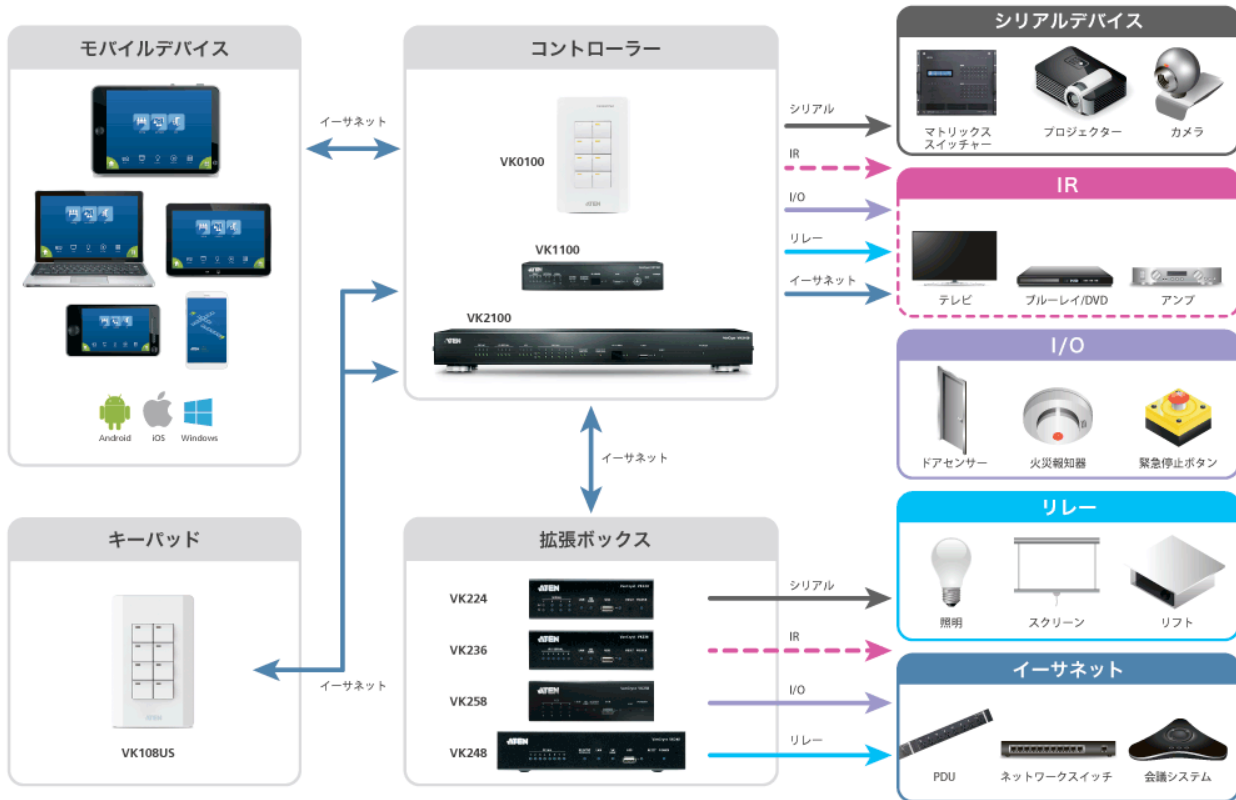 モバイルデバイス
イーサネット
Android
iOS
Windows
キーパッド
ATEN
VK108US
イーサネット
コントローラー
VK0100
ATEN
VK1100
ATEN
VK2100
ATEN
イーサネット
拡張ボックス
VK224
ATEN
VK236
ATEN
VK258
ATEN
VK248
ATEN
シリアル
IR
I/O
リレー
イーサネット
シリアル
IR
I/O
リレー
シリアルデバイス
マトリックス
スイッチャー
プロジェクター
カメラ
IR
テレビ
ブルーレイ/DVD
アンプ
I/O
ドアセンサー
火災報知器
緊急停止ボタン
リレー
照明
スクリーン
リフト
イーサネット
PDU
ネットワークスイッチ
会議システム